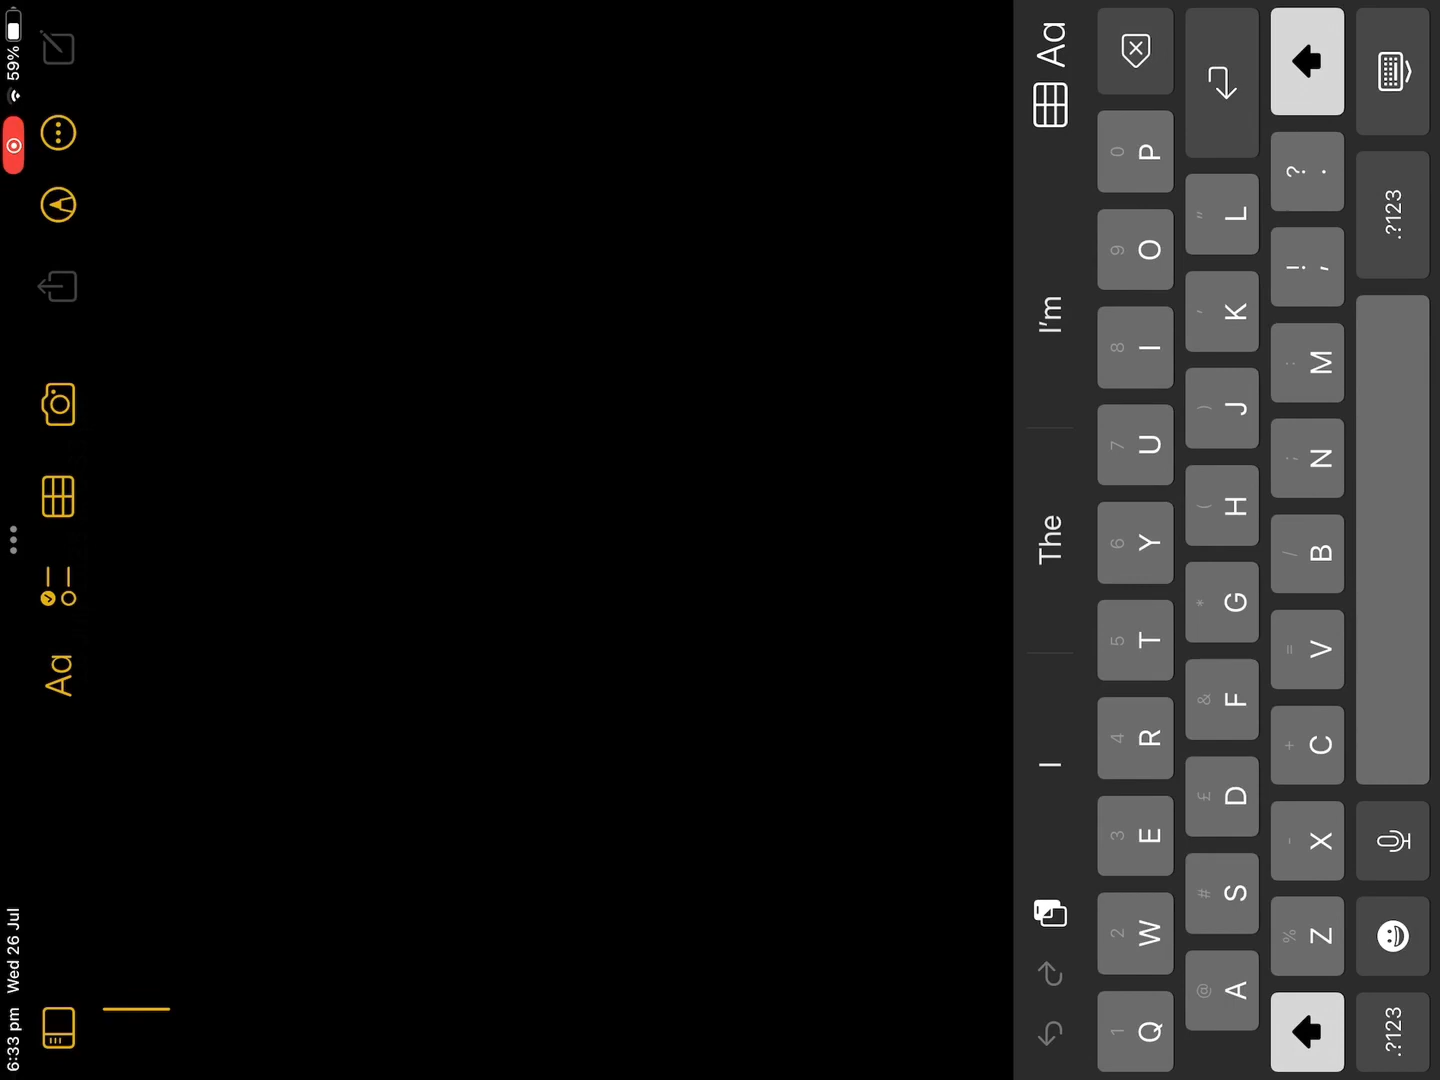 6:33 pm Wed 26 Jul 59%
Aa
I The I'm Aa
1 2 3 4 5 6 7 8 9 0
Q W E R T Y U I O P
@ # £ & * ( ) ' "
A S D F G H J K L
% - + = / ; : ! ?
Z X C V B N M , .
.?123 .?123